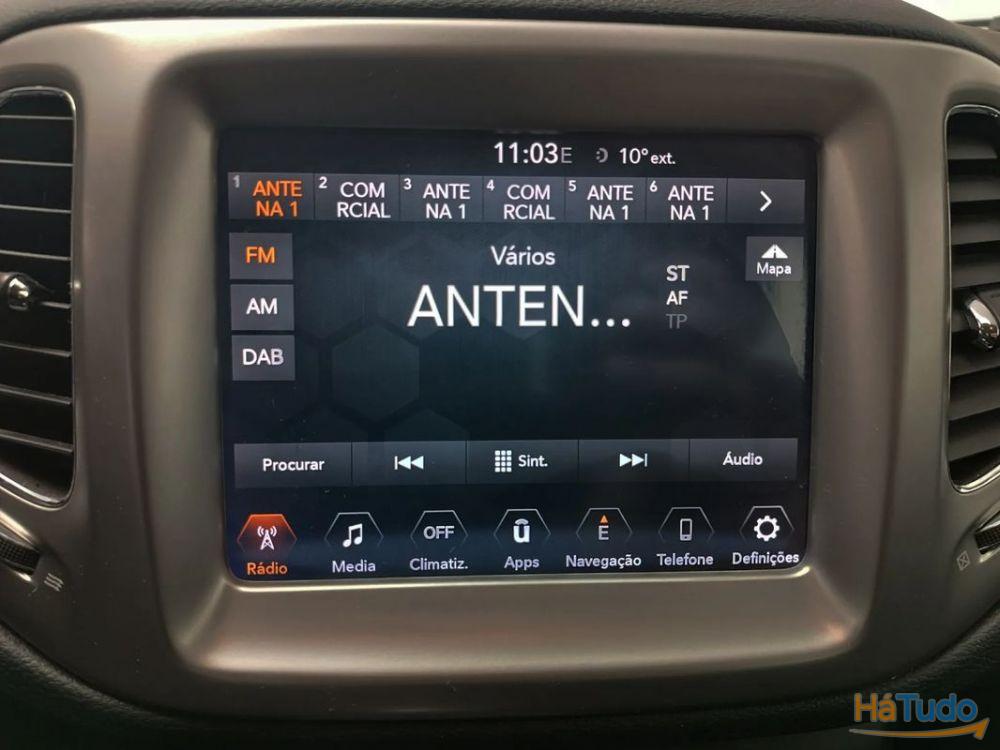 11:03E 10° ext.
1 ANTE NA 1 2 COM RCIAL 3 ANTE NA 1 4 COM RCIAL 5 ANTE NA 1 6 ANTE NA 1
Vários
FM
Mapa
ST
ANTEN...
AF
AM
TP
DAB
Procurar Sint. Áudio
OFF ū E
Rádio Media Climatiz. Apps Navegação Telefone Definições
HáTudo